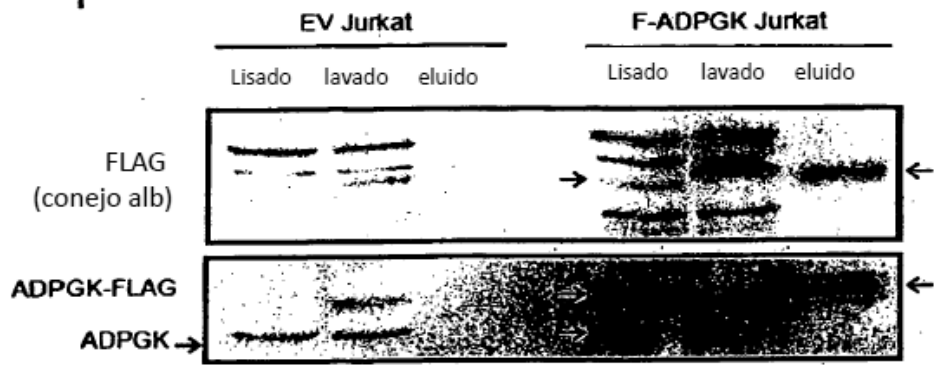 EV Jurkat F-ADPGK Jurkat
Lisado lavado eluido Lisado lavado eluido
FLAG
(conejo alb)
ADPGK-FLAG
ADPGK